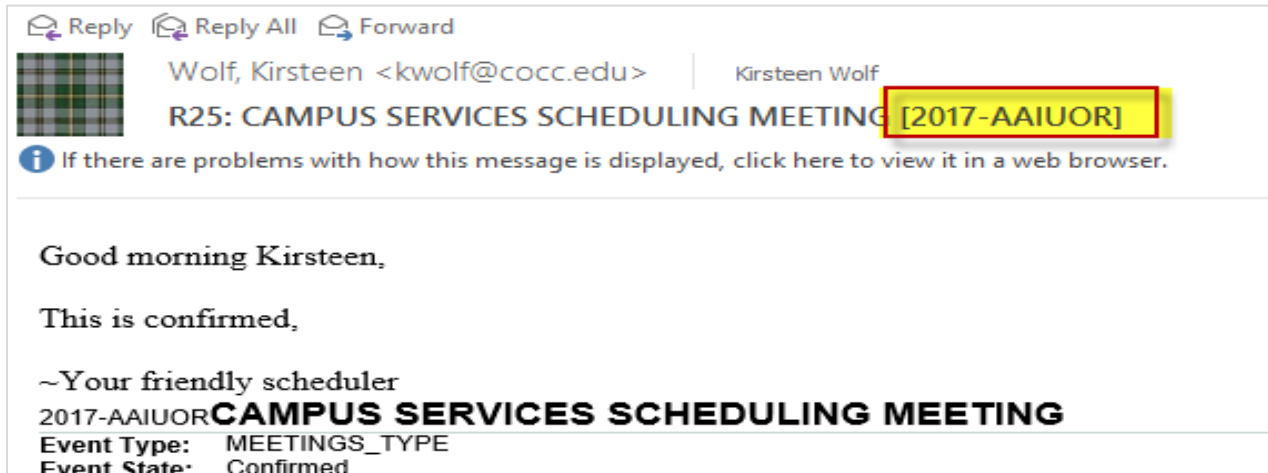 Reply Reply All Forward
Wolf, Kirsteen <kwolf@cocc.edu> Kirsteen Wolf
R25: CAMPUS SERVICES SCHEDULING MEETING [2017-AAIUOR]
If there are problems with how this message is displayed, click here to view it in a web browser.
Good morning Kirsteen,
This is confirmed,
~Your friendly scheduler
2017-AAIUORCAMPUS SERVICES SCHEDULING MEETING
Event Type: MEETINGS_TYPE
Event State: Confirmed